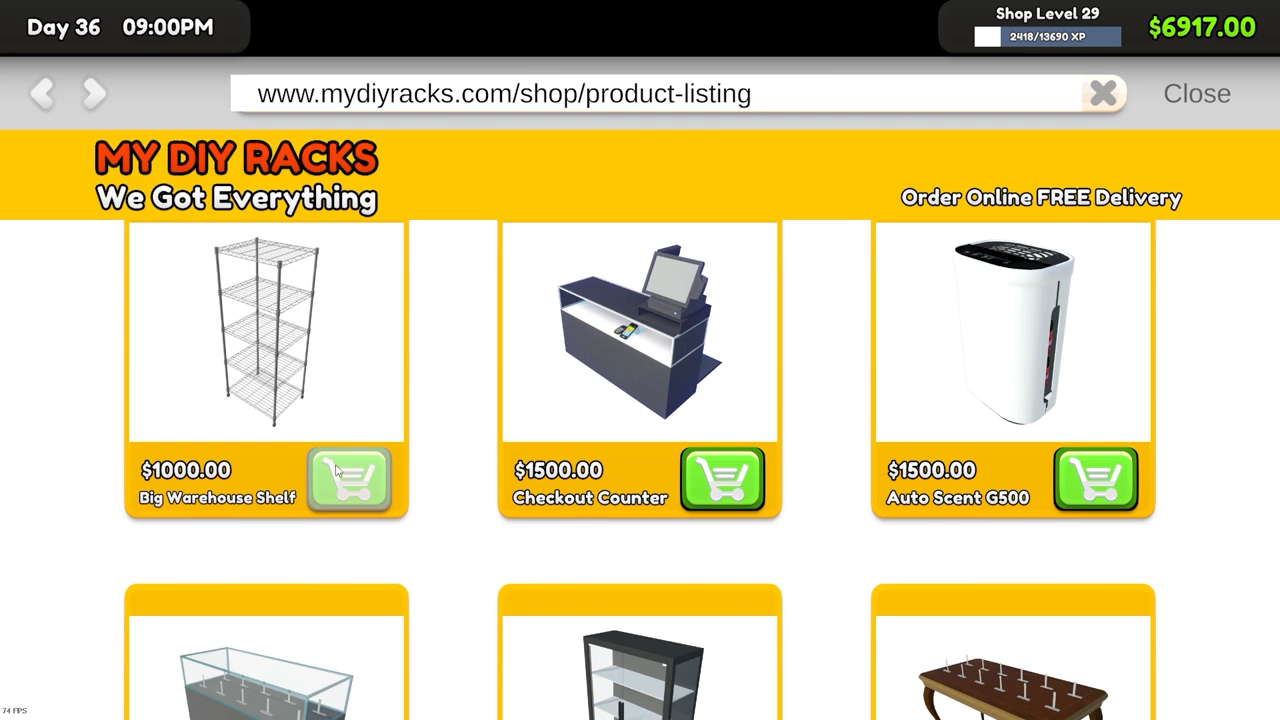 Day 36 09:00PM
Shop Level 29
2418/13690 XP
$6917.00
www.mydiyracks.com/shop/product-listing
Close
MY DIY RACKS
We Got Everything
Order Online FREE Delivery
$1000.00
Big Warehouse Shelf
$1500.00
Checkout Counter
$1500.00
Auto Scent G500
74 FPS